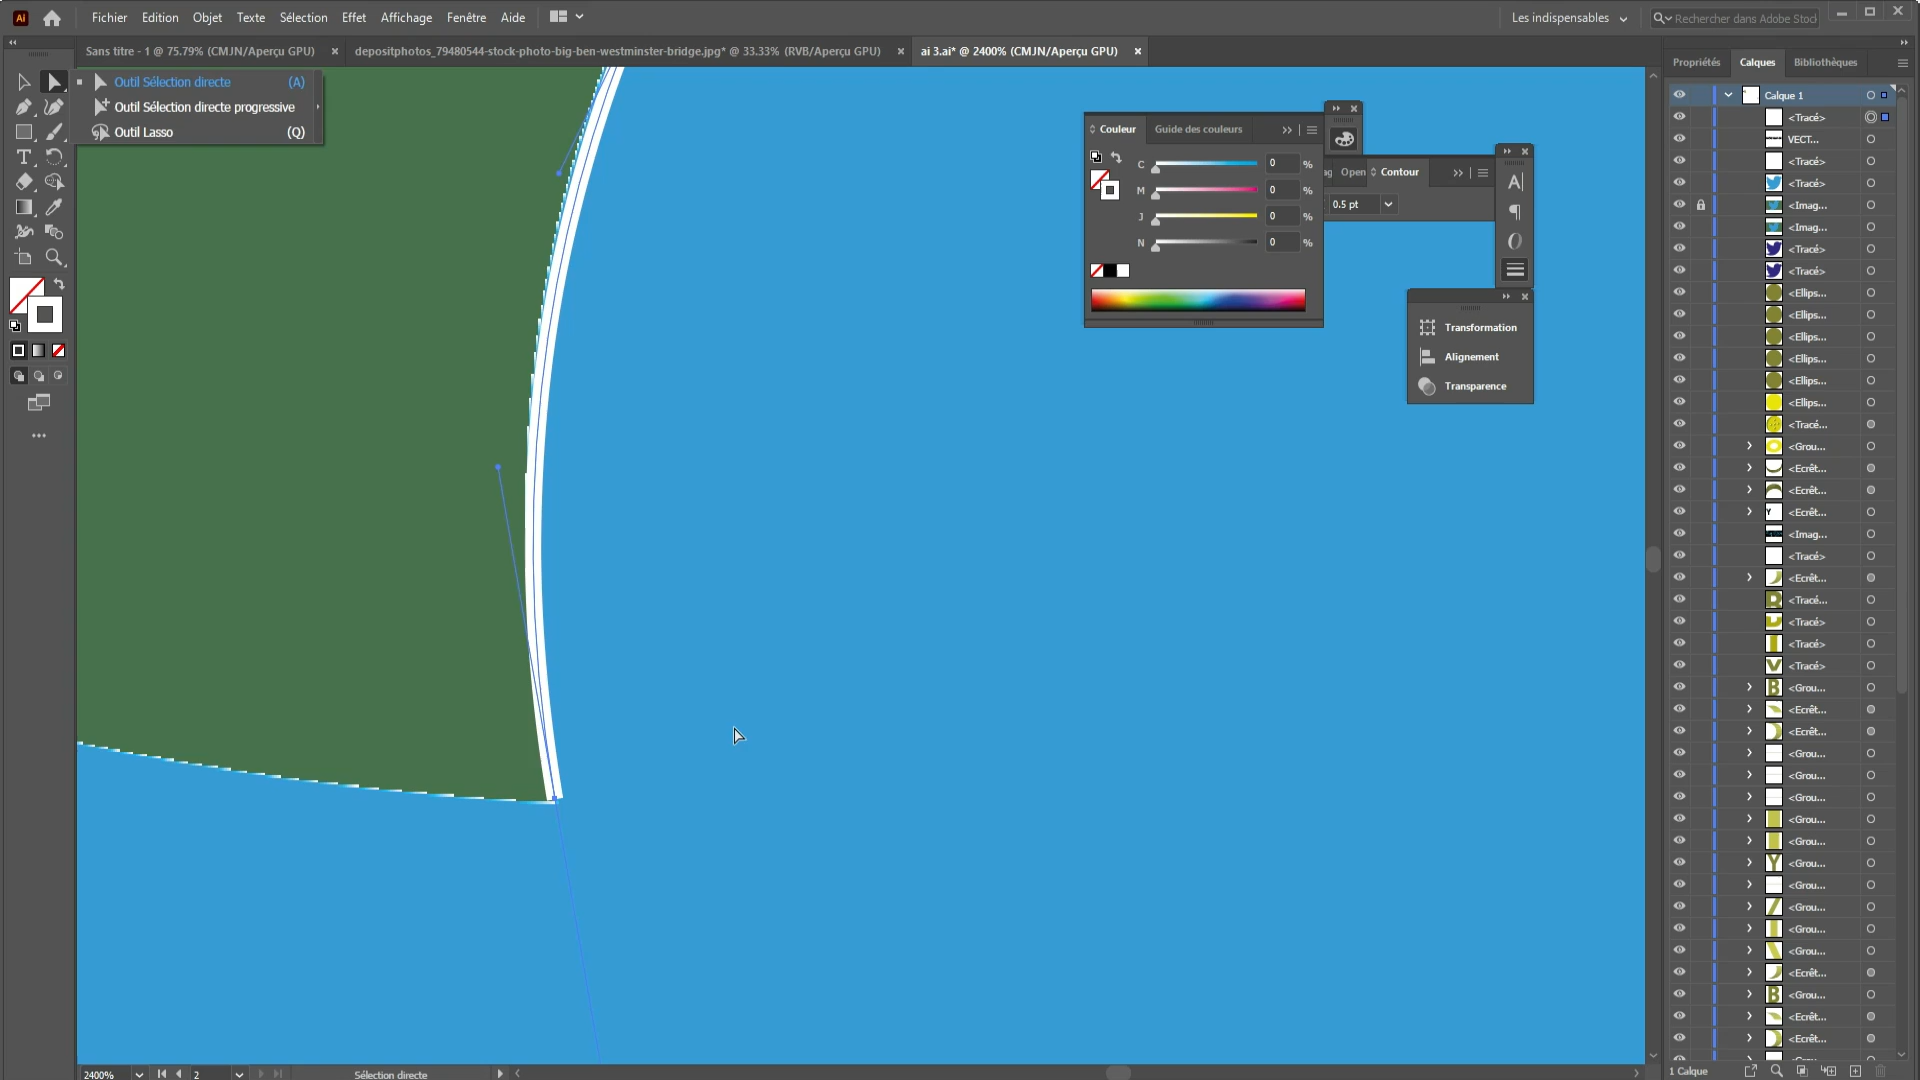 Ai Fichier Edition Objet Texte Sélection Effet Affichage Fenêtre Aide Les indispensables Rechercher dans Adobe Stoc
Sans titre - 1 @ 75.79% (CMJN/Aperçu GPU) × depositphotos_79480544-stock-photo-big-ben-westminster-bridge.jpg* @ 33.33% (RVB/Aperçu GPU) × ai 3.ai* @ 2400% (CMJN/Aperçu GPU) ×
Propriétés Calques Bibliothèques
Outil Sélection directe (A)
Outil Sélection directe progressive
Outil Lasso (Q)
Couleur Guide des couleurs
C 0 %
M 0 %
J 0 %
N 0 %
Open Contour
0.5 pt
Transformation
Alignement
Transparence
Calque 1
<Tracé>
VECT...
<Tracé>
<Tracé>
<Imag...
<Imag...
<Tracé>
<Tracé>
<Ellips...
<Ellips...
<Ellips...
<Ellips...
<Ellips...
<Ellips...
<Tracé...
<Grou...
<Ecrêt...
<Ecrêt...
<Ecrêt...
<Imag...
<Tracé>
<Ecrêt...
<Tracé...
<Tracé>
<Tracé>
<Tracé>
<Grou...
<Ecrêt...
<Ecrêt...
<Grou...
<Grou...
<Grou...
<Grou...
<Grou...
<Grou...
<Grou...
<Grou...
<Grou...
<Grou...
<Ecrêt...
<Grou...
<Ecrêt...
<Ecrêt...
2400% 2 Sélection directe
1 Calque